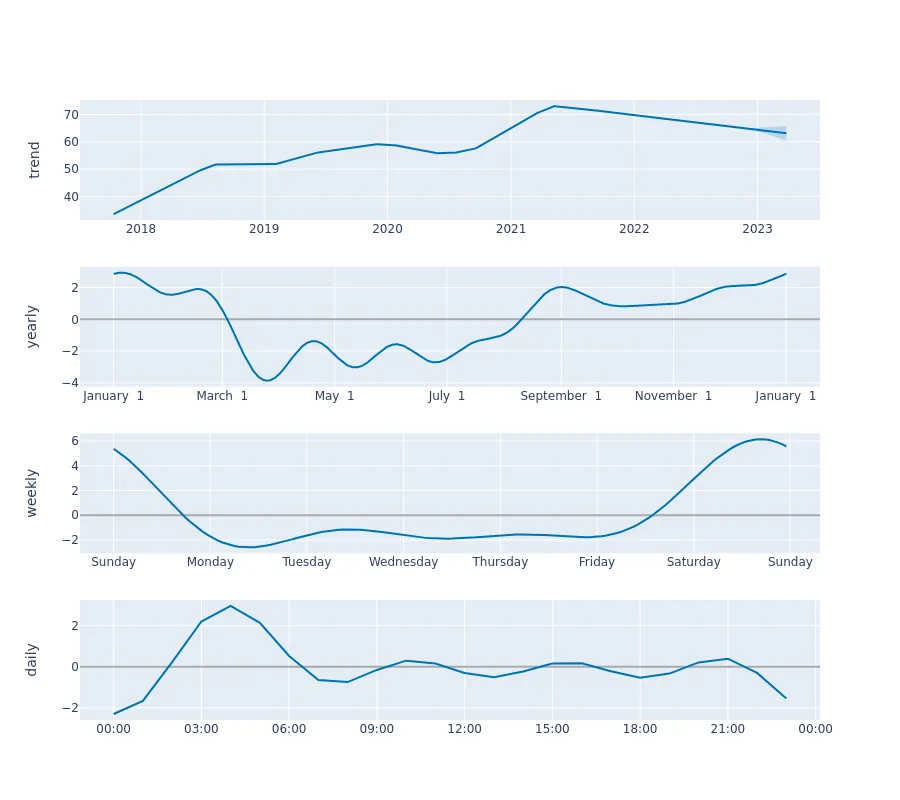 trend
70
60
50
40
2018 2019 2020 2021 2022 2023
yearly
2
0
−2
−4
January 1 March 1 May 1 July 1 September 1 November 1 January 1
weekly
6
4
2
0
−2
Sunday Monday Tuesday Wednesday Thursday Friday Saturday Sunday
daily
2
0
−2
00:00 03:00 06:00 09:00 12:00 15:00 18:00 21:00 00:00